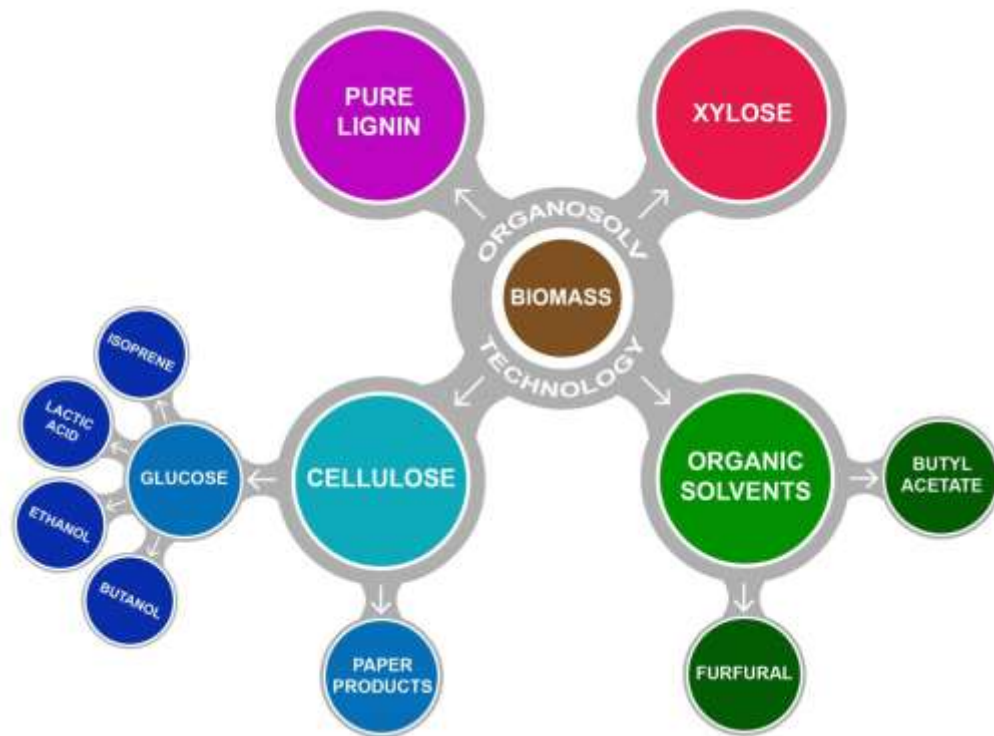 PURE
LIGNIN
XYLOSE
ORGANOSOLV
BIOMASS
TECHNOLOGY
ISOPRENE
LACTIC
ACID
GLUCOSE
ETHANOL
BUTANOL
CELLULOSE
PAPER
PRODUCTS
ORGANIC
SOLVENTS
BUTYL
ACETATE
FURFURAL